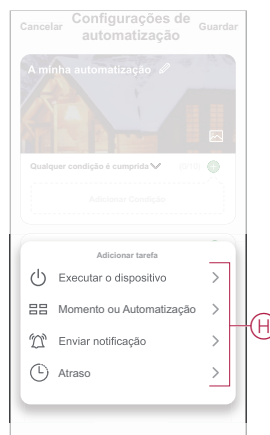 Cancelar
Configurações de
automatização
Guardar
A minha automatização
Qualquer condição é cumprida
Adicionar Condição
Adicionar tarefa
Executar o dispositivo
Momento ou Automatização
Enviar notificação
Atraso
H